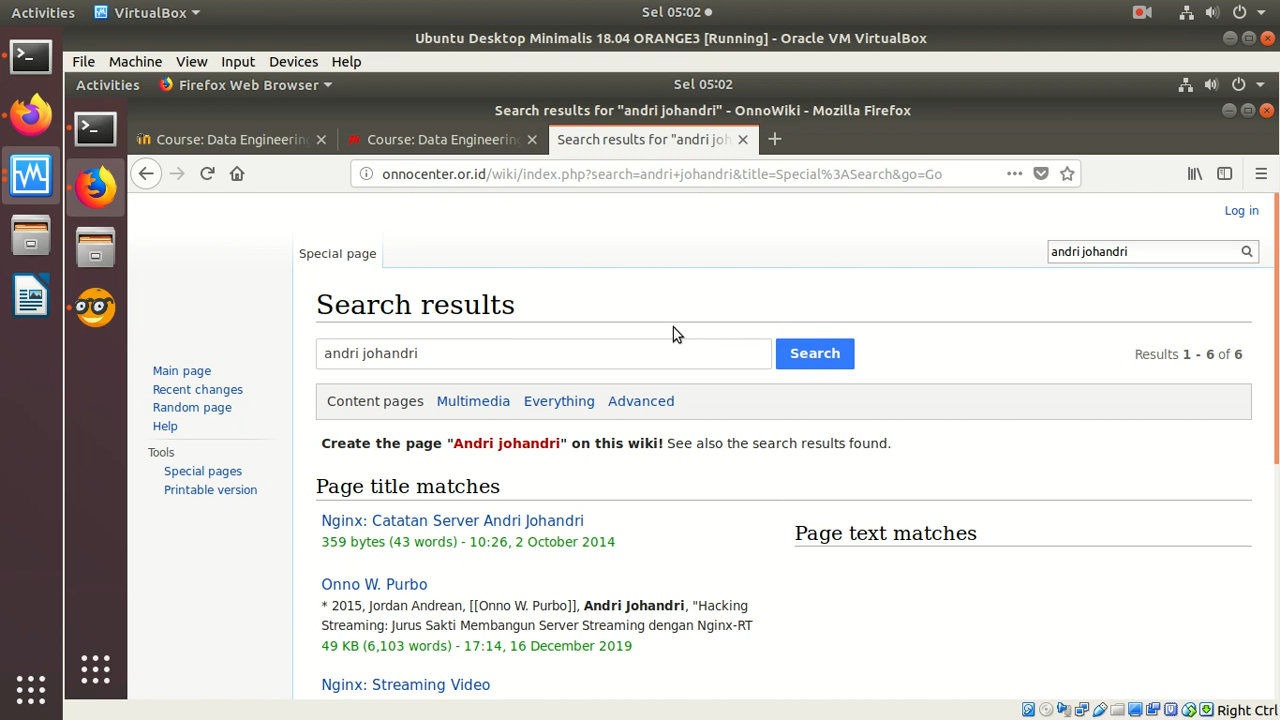 Activities VirtualBox Sel 05:02
Ubuntu Desktop Minimalis 18.04 ORANGE3 [Running] - Oracle VM VirtualBox
File Machine View Input Devices Help
Activities Firefox Web Browser Sel 05:02
Search results for "andri johandri" - OnnoWiki - Mozilla Firefox
Course: Data Engineerin Course: Data Engineerin Search results for "andri joh
onnocenter.or.id/wiki/index.php?search=andri+johandri&title=Special%3ASearch&go=Go
Log in
Special page andri johandri
Search results
andri johandri Search Results 1 - 6 of 6
Main page
Recent changes
Random page
Help
Tools
Special pages
Printable version
Content pages Multimedia Everything Advanced
Create the page "Andri johandri" on this wiki! See also the search results found.
Page title matches
Nginx: Catatan Server Andri Johandri
359 bytes (43 words) - 10:26, 2 October 2014
Page text matches
Onno W. Purbo
* 2015, Jordan Andrean, [[Onno W. Purbo]], Andri Johandri, "Hacking
Streaming: Jurus Sakti Membangun Server Streaming dengan Nginx-RT
49 KB (6,103 words) - 17:14, 16 December 2019
Nginx: Streaming Video
Right Ctrl